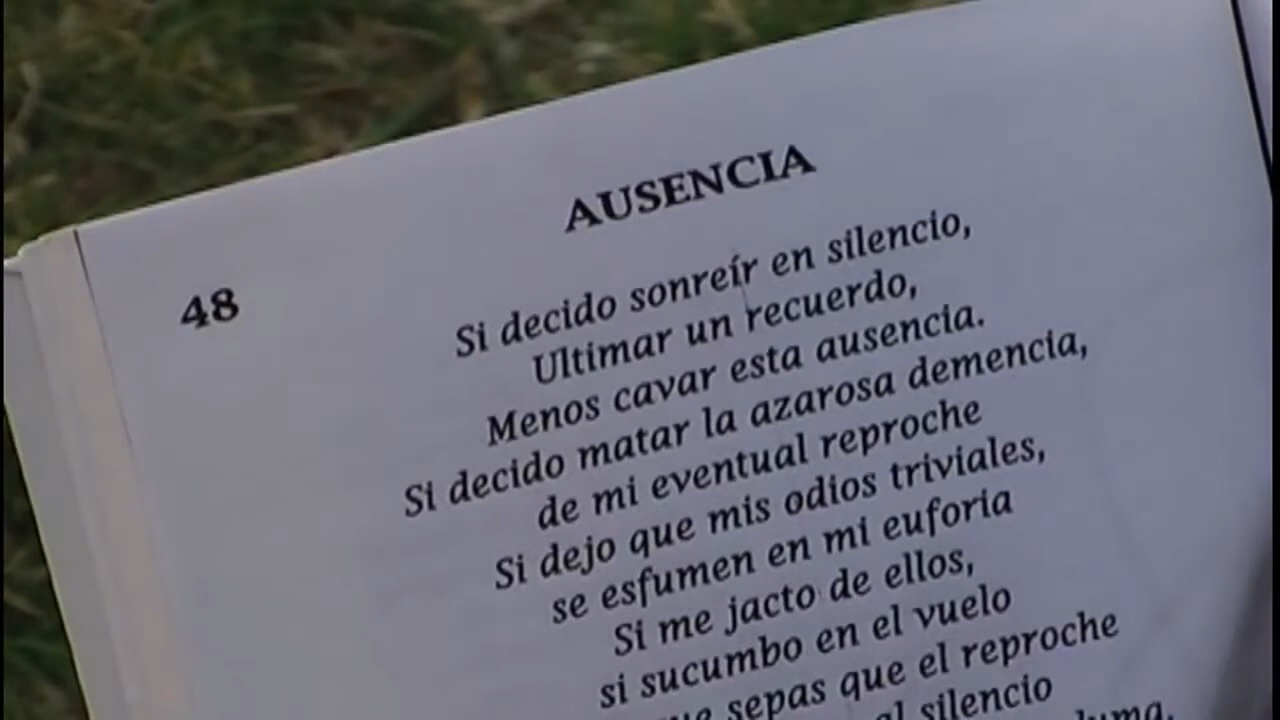 AUSENCIA
48
Si decido sonreír en silencio,
Ultimar un recuerdo,
Menos cavar esta ausencia.
Si decido matar la azarosa demencia,
de mi eventual reproche
Si dejo que mis odios triviales,
se esfumen en mi euforia
Si me jacto de ellos,
si sucumbo en el vuelo
sepas que el reproche
silencio